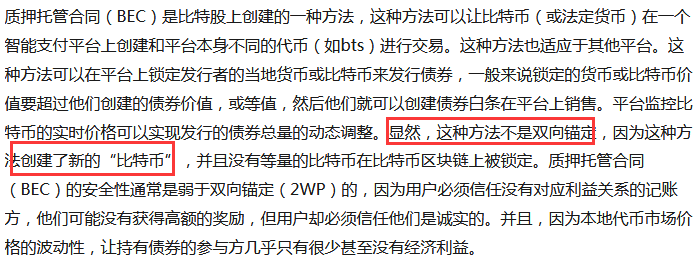 质押托管合同（BEC）是比特股上创建的一种方法，这种方法可以让比特币（或法定货币）在一个
智能支付平台上创建和平台本身不同的代币（如bts）进行交易。这种方法也适应于其他平台。这
种方法可以在平台上锁定发行者的当地货币或比特币来发行债券，一般来说锁定的货币或比特币价
值要超过他们创建的债券价值，或等值，然后他们就可以创建债券白条在平台上销售。平台监控比
特币的实时价格可以实现发行的债券总量的动态调整。显然，这种方法不是双向锚定，因为这种方
法创建了新的“比特币”，并且没有等量的比特币在比特币区块链上被锁定。质押托管合同
（BEC）的安全性通常是弱于双向锚定（2WP）的，因为用户必须信任没有对应利益关系的记账
方，他们可能没有获得高额的奖励，但用户却必须信任他们是诚实的。并且，因为本地代币市场价
格的波动性，让持有债券的参与方几乎只有很少甚至没有经济利益。